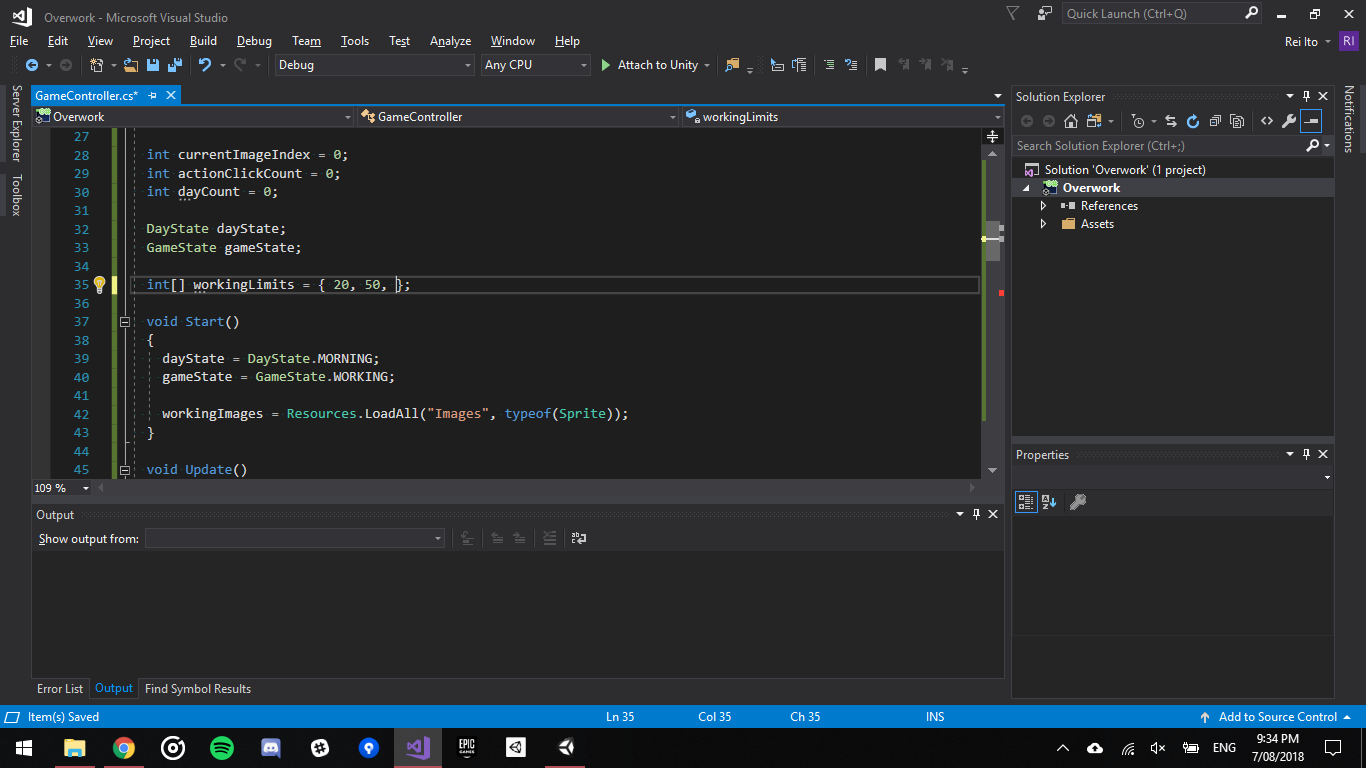 Overwork - Microsoft Visual Studio
Quick Launch (Ctrl+Q)
File Edit View Project Build Debug Team Tools Test Analyze Window Help
Rei Ito RI
Debug Any CPU Attach to Unity
Server Explorer
Toolbox
GameController.cs*
Overwork GameController workingLimits
27
28 int currentImageIndex = 0;
29 int actionClickCount = 0;
30 int dayCount = 0;
31
32 DayState dayState;
33 GameState gameState;
34
35 int[] workingLimits = { 20, 50, };
36
37 void Start()
38 {
39 dayState = DayState.MORNING;
40 gameState = GameState.WORKING;
41
42 workingImages = Resources.LoadAll("Images", typeof(Sprite));
43 }
44
45 void Update()
109 %
Output
Show output from:
Error List Output Find Symbol Results
Solution Explorer
Search Solution Explorer (Ctrl+;)
Solution 'Overwork' (1 project)
Overwork
References
Assets
Properties
Notifications
Item(s) Saved Ln 35 Col 35 Ch 35 INS Add to Source Control
EPIC GAMES
ENG
9:34 PM
7/08/2018